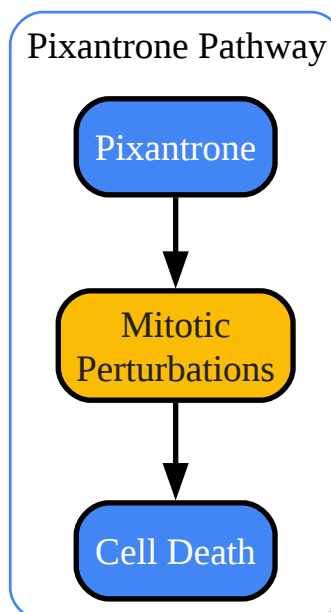 Pixantrone Pathway
Pixantrone
Mitotic
Perturbations
Cell Death